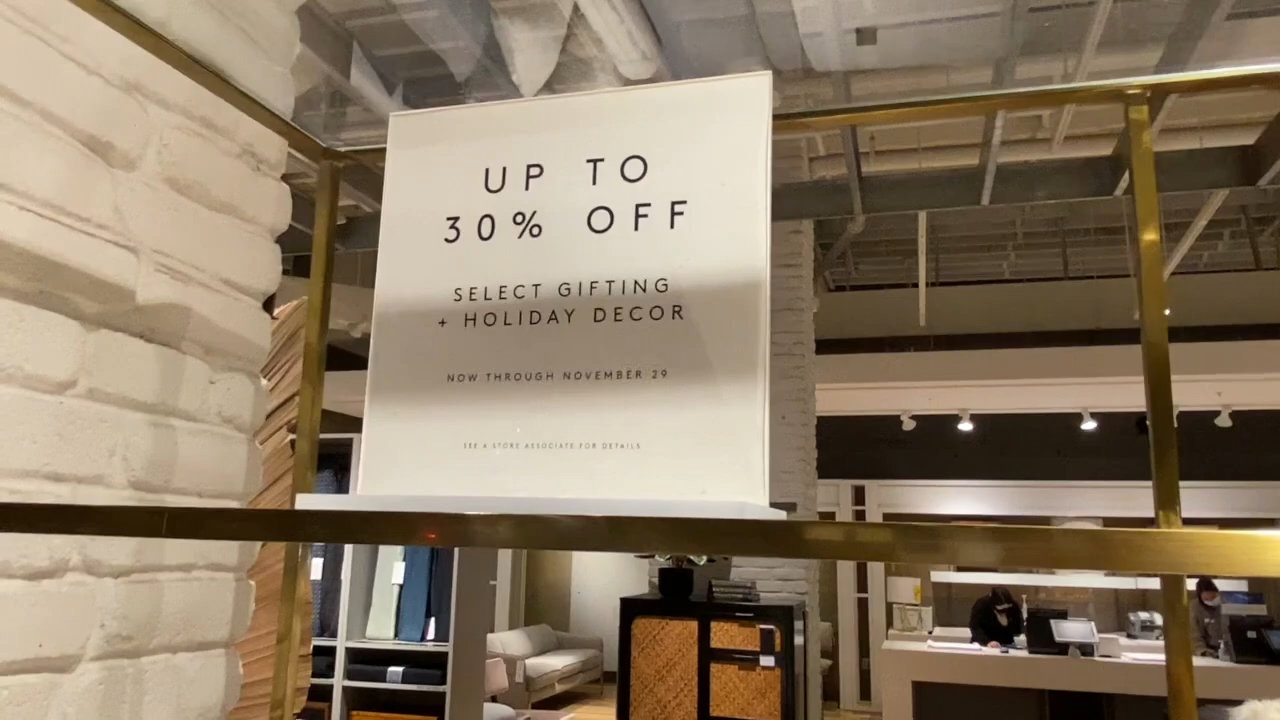 UP TO
30% OFF
SELECT GIFTING
+ HOLIDAY DECOR
NOW THROUGH NOVEMBER 29
SEE A STORE ASSOCIATE FOR DETAILS